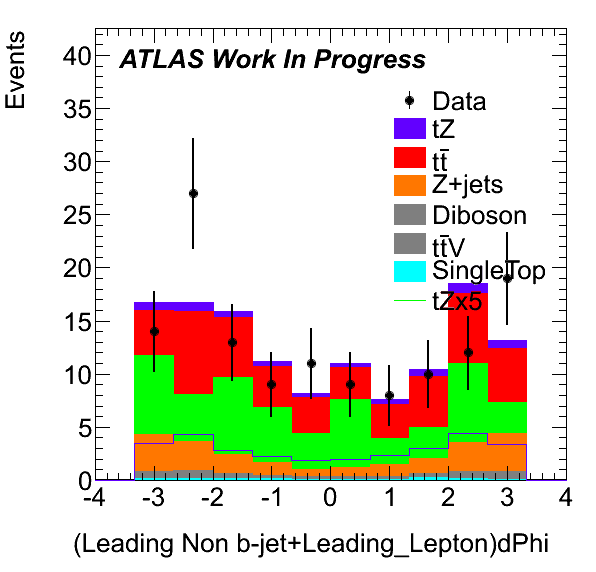 Events
ATLAS Work In Progress
Data
tZ
tt̄
Z+jets
Diboson
tt̄V
SingleTop
tZx5
40
35
30
25
20
15
10
5
0
-4 -3 -2 -1 0 1 2 3 4
(Leading Non b-jet+Leading_Lepton)dPhi